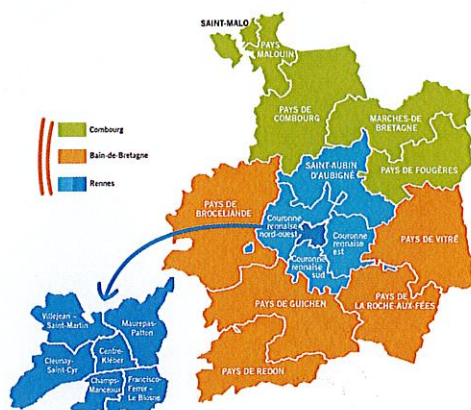 SAINT-MALO
PAYS
MALOUIN
PAYS DE
COMBOURG
MARCHES-DE
BRETAGNE
Combourg
Bain-de-Bretagne
Rennes
SAINT-AUBIN
D'AUBIGNÉ
PAYS DE FOUGÈRES
PAYS DE
BROCELIANDE
Couronne
rennaise
nord-ouest
Couronne
rennaise
est
PAYS DE VITRÉ
Couronne
rennaise
sud
PAYS DE GUICHEN
PAYS DE
LA ROCHE-AUX-FÉES
PAYS DE REDON
Villejean -
Saint-Martin
Maurepas-
Patton
Cleunay-
Saint-Cyr
Centre-
Kléber
Champs-
Manceaux
Francisco-
Ferrer -
Le Blosne